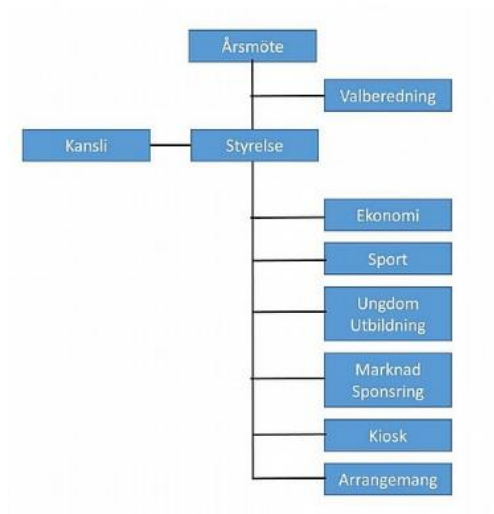 Årsmöte
Valberedning
Kansli
Styrelse
Ekonomi
Sport
Ungdom
Utbildning
Marknad
Sponsring
Kiosk
Arrangemang